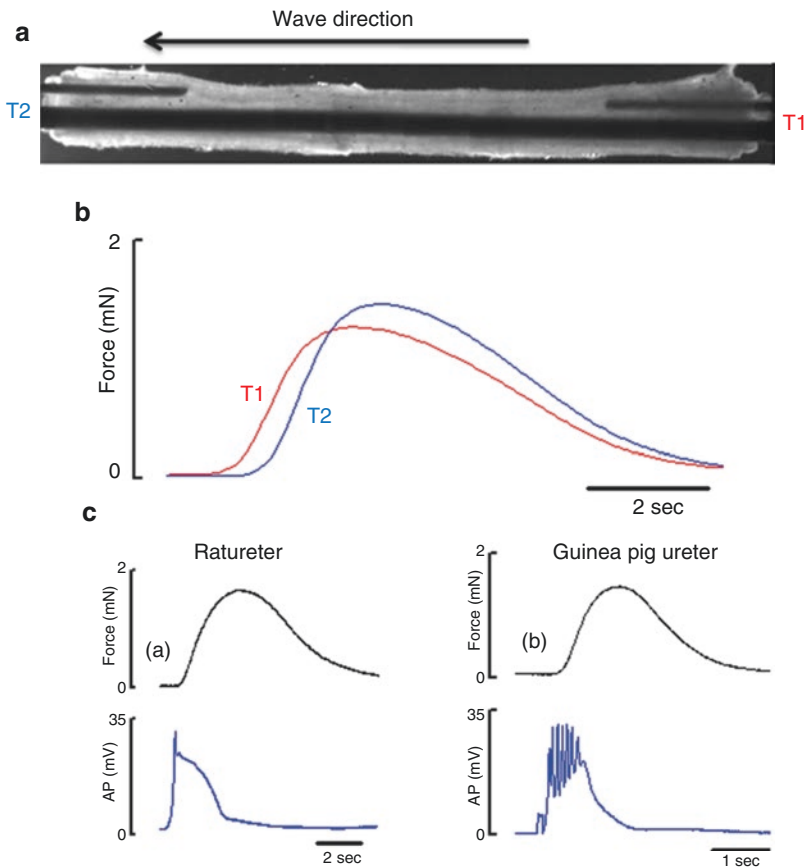 Wave direction
a
T2
T1
b
2
Force (mN)
T1
T2
0
2 sec
c
Ratureter
Guinea pig ureter
2
Force (mN)
(a)
0
2
Force (mN)
(b)
0
35
AP (mV)
0
2 sec
35
AP (mV)
0
1 sec